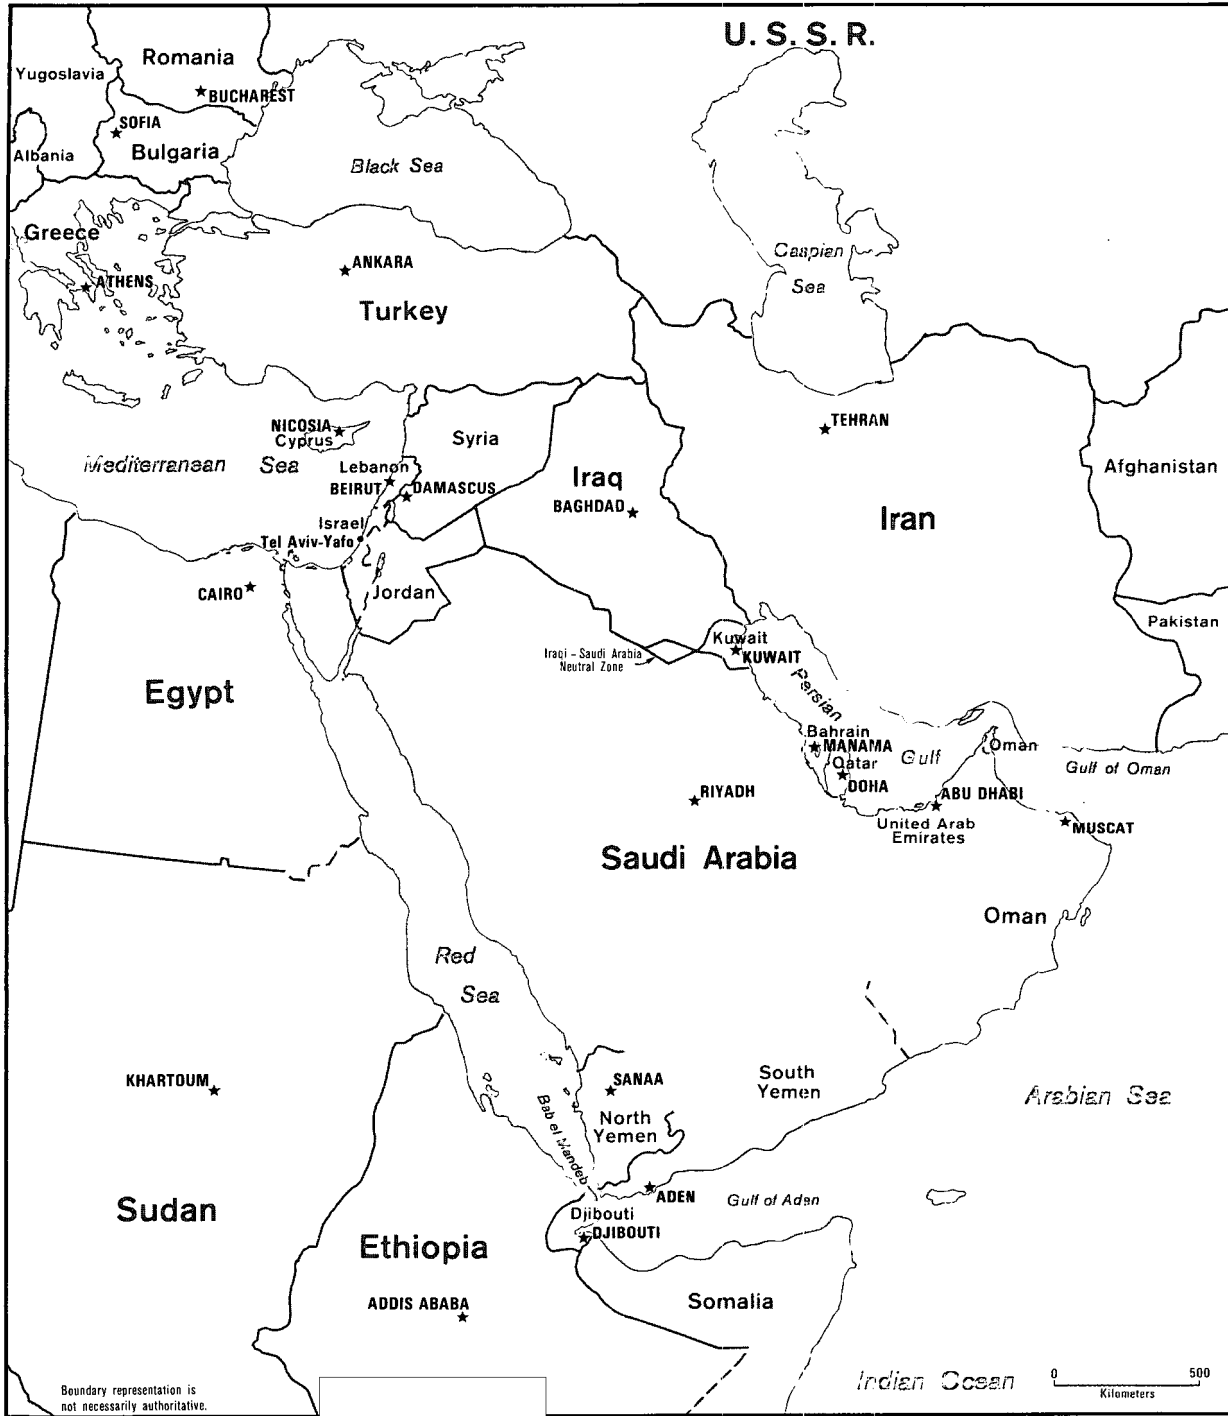 U. S. S. R.
Romania
Yugoslavia
BUCHAREST
SOFIA
Albania
Bulgaria
Black Sea
Greece
Caspian
Sea
ANKARA
ATHENS
Turkey
TEHRAN
NICOSIA
Cyprus
Syria
Mediterranean Sea
Lebanon
BEIRUT
DAMASCUS
Iraq
BAGHDAD
Afghanistan
Iran
Israel
Tel Aviv-Yafo
CAIRO
Jordan
Pakistan
Kuwait
KUWAIT
Iraqi - Saudi Arabia
Neutral Zone
Egypt
Persian
Gulf
Bahrain
MANAMA
Qatar
DOHA
Oman
Gulf of Oman
RIYADH
ABU DHABI
United Arab
Emirates
MUSCAT
Saudi Arabia
Oman
Red
Sea
KHARTOUM
SANAA
South
Yemen
Arabian Sea
North
Yemen
Bab el Mandeb
ADEN
Gulf of Aden
Sudan
Djibouti
DJIBOUTI
Ethiopia
ADDIS ABABA
Somalia
Indian Ocean
0 500
Kilometers
Boundary representation is
not necessarily authoritative.